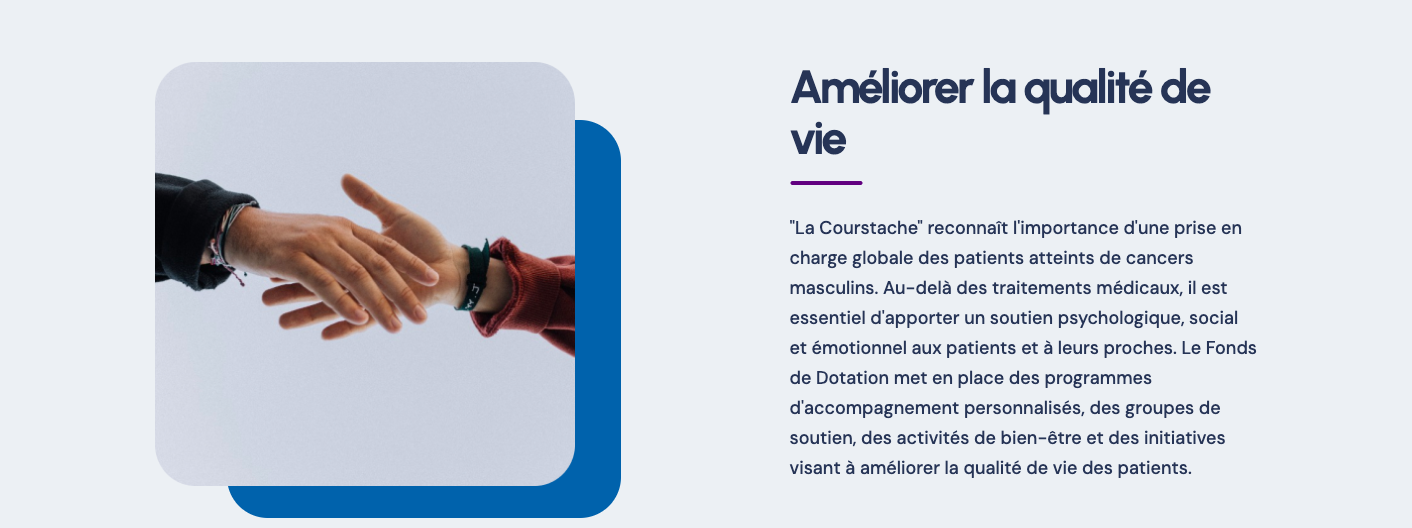 Améliorer la qualité de
vie
"La Courstache" reconnaît l'importance d'une prise en
charge globale des patients atteints de cancers
masculins. Au-delà des traitements médicaux, il est
essentiel d'apporter un soutien psychologique, social
et émotionnel aux patients et à leurs proches. Le Fonds
de Dotation met en place des programmes
d'accompagnement personnalisés, des groupes de
soutien, des activités de bien-être et des initiatives
visant à améliorer la qualité de vie des patients.